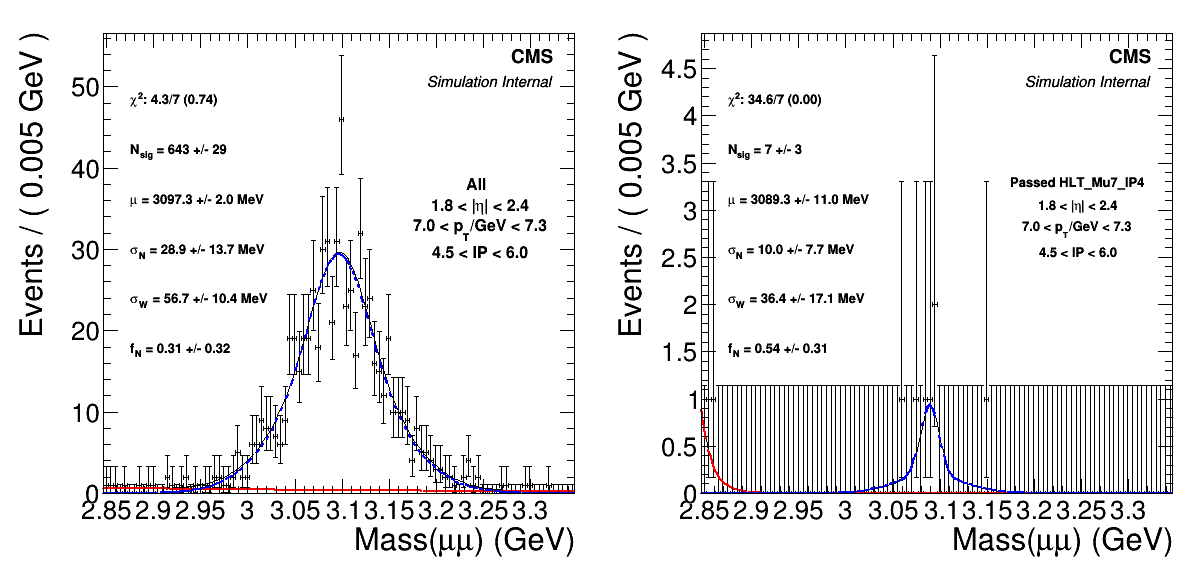 Events / ( 0.005 GeV )
50
40
30
20
10
0
CMS
Simulation Internal
χ²: 4.3/7 (0.74)
N_sig = 643 +/- 29
μ = 3097.3 +/- 2.0 MeV
σ_N = 28.9 +/- 13.7 MeV
σ_W = 56.7 +/- 10.4 MeV
f_N = 0.31 +/- 0.32
All
1.8 < |η| < 2.4
7.0 < p_T/GeV < 7.3
4.5 < IP < 6.0
2.85 2.9 2.95 3 3.05 3.1 3.15 3.2 3.25 3.3
Mass(μμ) (GeV)
Events / ( 0.005 GeV )
4.5
4
3.5
3
2.5
2
1.5
1
0.5
0
CMS
Simulation Internal
χ²: 34.6/7 (0.00)
N_sig = 7 +/- 3
μ = 3089.3 +/- 11.0 MeV
σ_N = 10.0 +/- 7.7 MeV
σ_W = 36.4 +/- 17.1 MeV
f_N = 0.54 +/- 0.31
Passed HLT_Mu7_IP4
1.8 < |η| < 2.4
7.0 < p_T/GeV < 7.3
4.5 < IP < 6.0
2.85 2.9 2.95 3 3.05 3.1 3.15 3.2 3.25 3.3
Mass(μμ) (GeV)